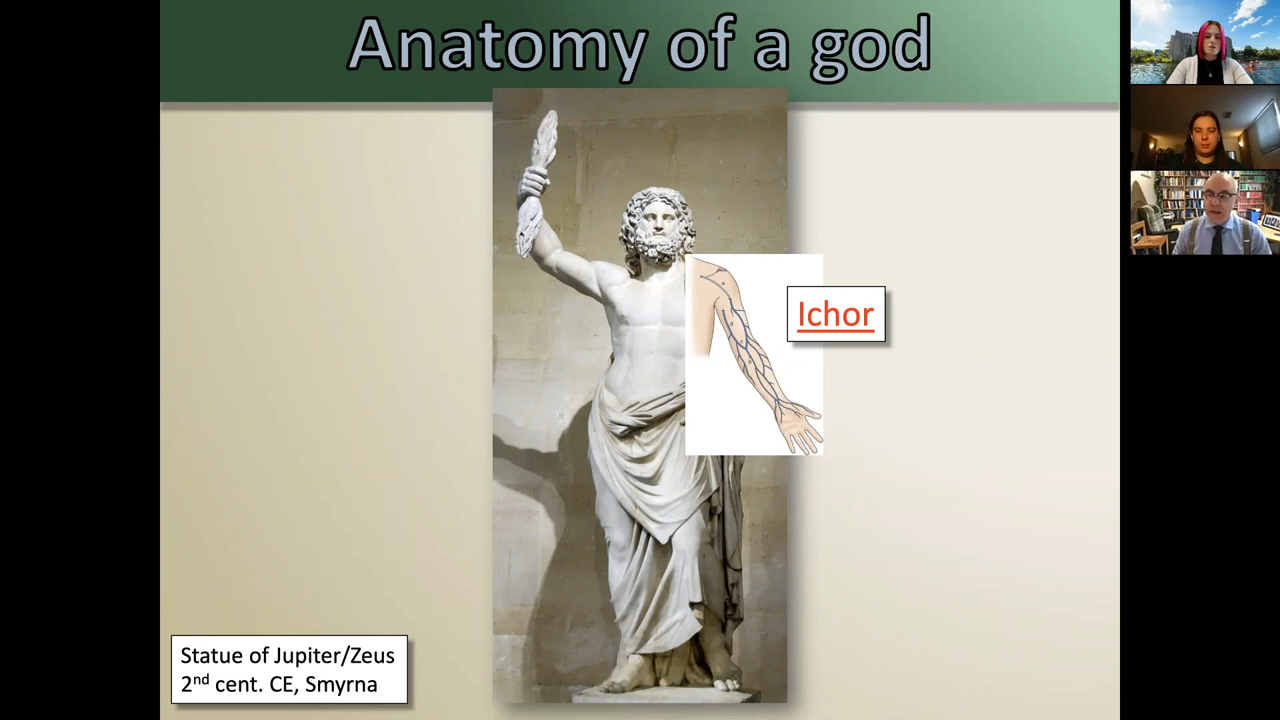 Anatomy of a god
Ichor
Statue of Jupiter/Zeus
2nd cent. CE, Smyrna